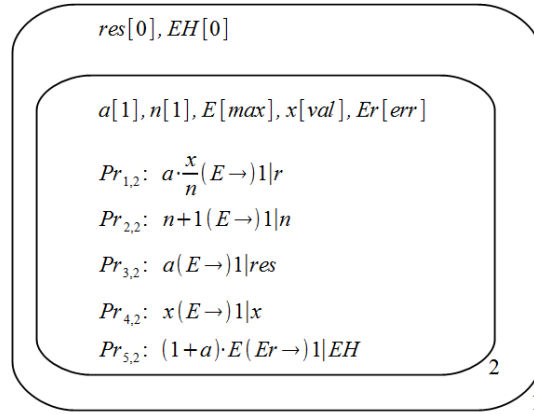 res[0], EH[0]
a[1], n[1], E[max], x[val], Er[err]
Pr₁,₂: a·x/n(E→)1|r
Pr₂,₂: n+1(E→)1|n
Pr₃,₂: a(E→)1|res
Pr₄,₂: x(E→)1|x
Pr₅,₂: (1+a)·E(Er→)1|EH
2